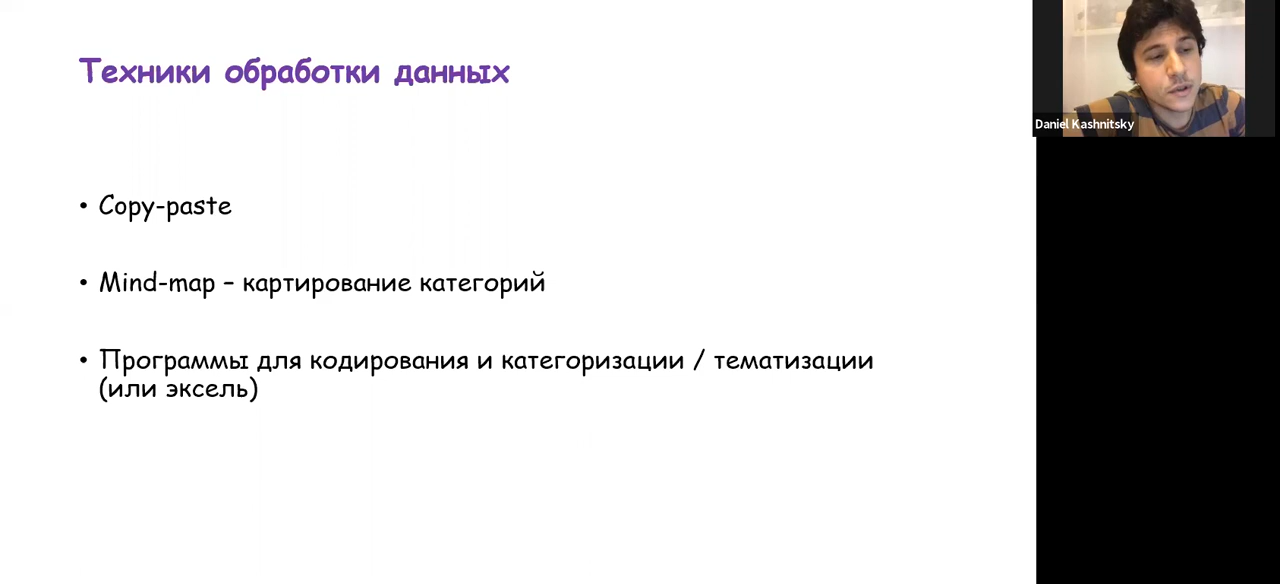 Техники обработки данных
Daniel Kashnitsky
• Copy-paste
• Mind-map – картирование категорий
• Программы для кодирования и категоризации / тематизации
(или эксель)